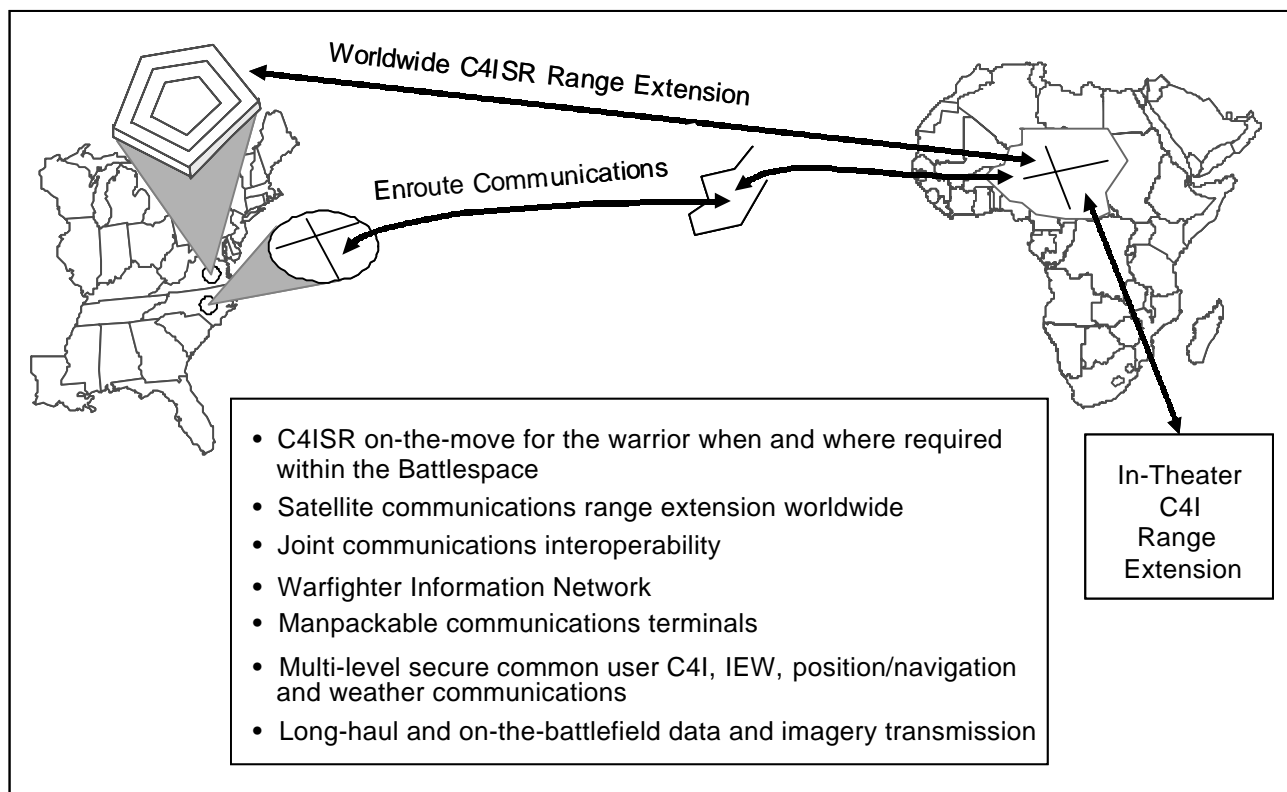 Worldwide C4ISR Range Extension
Enroute Communications
• C4ISR on-the-move for the warrior when and where required
within the Battlespace
• Satellite communications range extension worldwide
• Joint communications interoperability
• Warfighter Information Network
• Manpackable communications terminals
• Multi-level secure common user C4I, IEW, position/navigation
and weather communications
• Long-haul and on-the-battlefield data and imagery transmission
In-Theater
C4I
Range
Extension